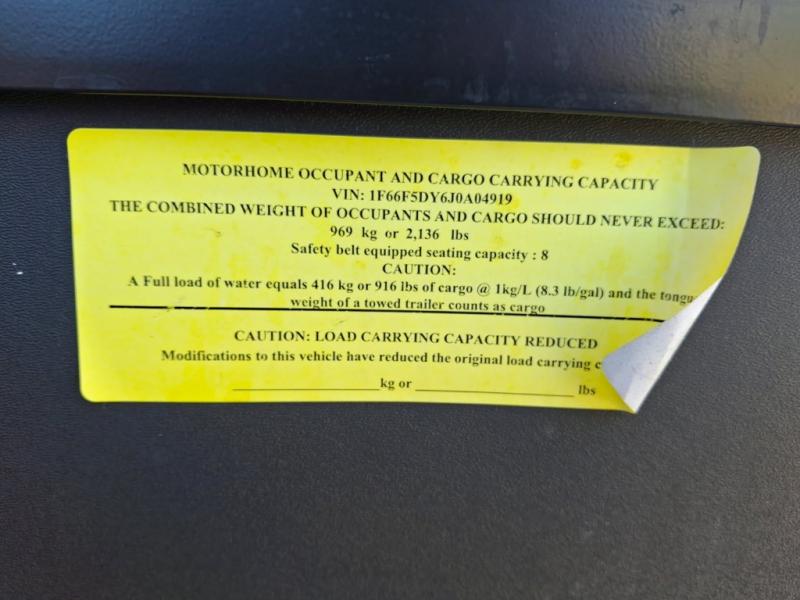 MOTORHOME OCCUPANT AND CARGO CARRYING CAPACITY
VIN: 1F66F5DY6J0A04919
THE COMBINED WEIGHT OF OCCUPANTS AND CARGO SHOULD NEVER EXCEED:
969 kg or 2,136 lbs
Safety belt equipped seating capacity : 8
CAUTION:
A Full load of water equals 416 kg or 916 lbs of cargo @ 1kg/L (8.3 lb/gal) and the tongu
weight of a towed trailer counts as cargo
CAUTION: LOAD CARRYING CAPACITY REDUCED
Modifications to this vehicle have reduced the original load carrying c
____________________kg or ______________________ lbs